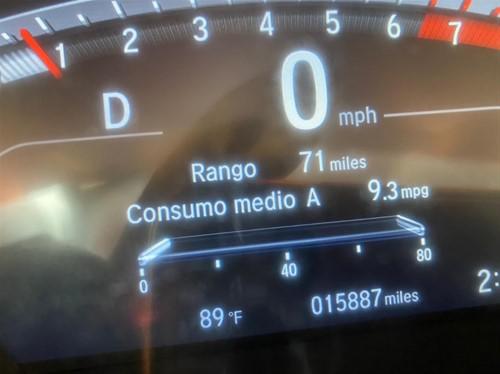 1 2 3 4 5 6 7
D 0 mph
Rango 71 miles
Consumo medio A 9.3 mpg
0 40 80
89 °F 015887 miles 2: